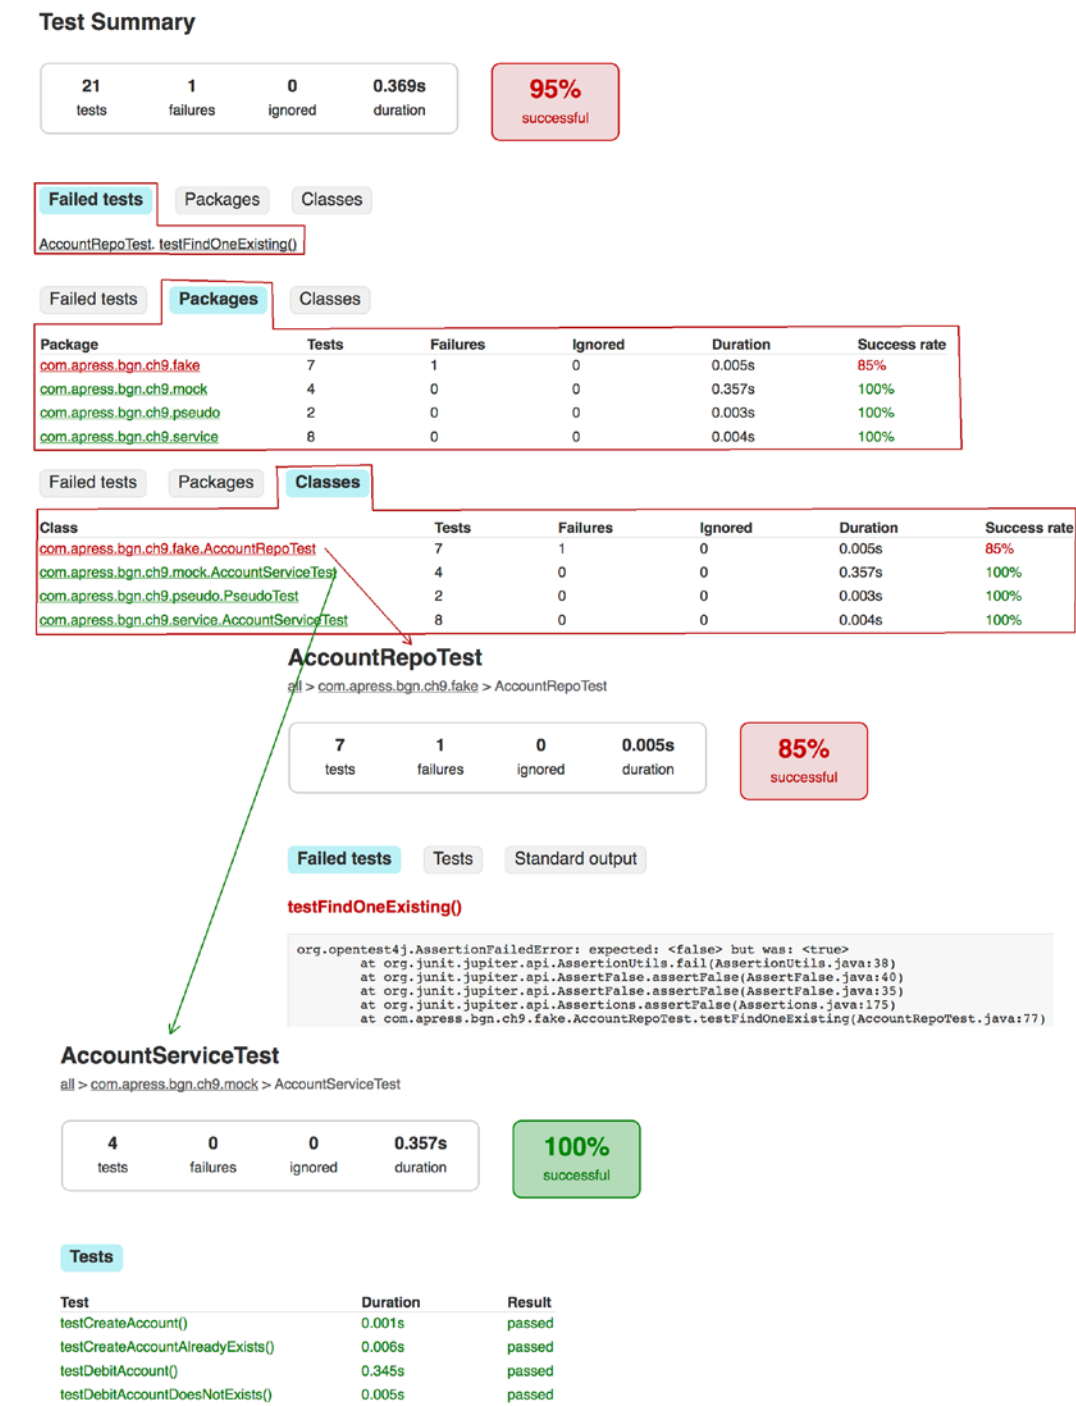 Test Summary
21 1 0 0.369s 95%
tests failures ignored duration successful
Failed tests Packages Classes
AccountRepoTest. testFindOneExisting()
Failed tests Packages Classes
Package Tests Failures Ignored Duration Success rate
com.apress.bgn.ch9.fake 7 1 0 0.005s 85%
com.apress.bgn.ch9.mock 4 0 0 0.357s 100%
com.apress.bgn.ch9.pseudo 2 0 0 0.003s 100%
com.apress.bgn.ch9.service 8 0 0 0.004s 100%
Failed tests Packages Classes
Class Tests Failures Ignored Duration Success rate
com.apress.bgn.ch9.fake.AccountRepoTest 7 1 0 0.005s 85%
com.apress.bgn.ch9.mock.AccountServiceTest 4 0 0 0.357s 100%
com.apress.bgn.ch9.pseudo.PseudoTest 2 0 0 0.003s 100%
com.apress.bgn.ch9.service.AccountServiceTest 8 0 0 0.004s 100%
AccountRepoTest
all > com.apress.bgn.ch9.fake > AccountRepoTest
7 1 0 0.005s 85%
tests failures ignored duration successful
Failed tests Tests Standard output
testFindOneExisting()
org.opentest4j.AssertionFailedError: expected: <false> but was: <true>
at org.junit.jupiter.api.AssertionUtils.fail(AssertionUtils.java:38)
at org.junit.jupiter.api.AssertFalse.assertFalse(AssertFalse.java:40)
at org.junit.jupiter.api.AssertFalse.assertFalse(AssertFalse.java:35)
at org.junit.jupiter.api.Assertions.assertFalse(Assertions.java:175)
at com.apress.bgn.ch9.fake.AccountRepoTest.testFindOneExisting(AccountRepoTest.java:77)
AccountServiceTest
all > com.apress.bgn.ch9.mock > AccountServiceTest
4 0 0 0.357s 100%
tests failures ignored duration successful
Tests
Test Duration Result
testCreateAccount() 0.001s passed
testCreateAccountAlreadyExists() 0.006s passed
testDebitAccount() 0.345s passed
testDebitAccountDoesNotExists() 0.005s passed